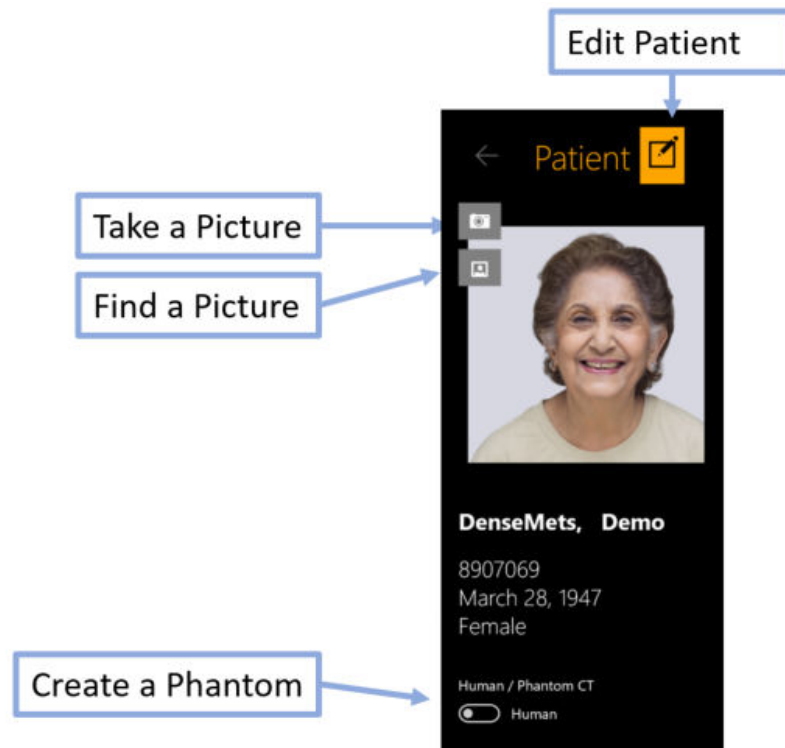 Edit Patient
Patient
Take a Picture
Find a Picture
DenseMets, Demo
8907069
March 28, 1947
Female
Create a Phantom
Human / Phantom CT
Human